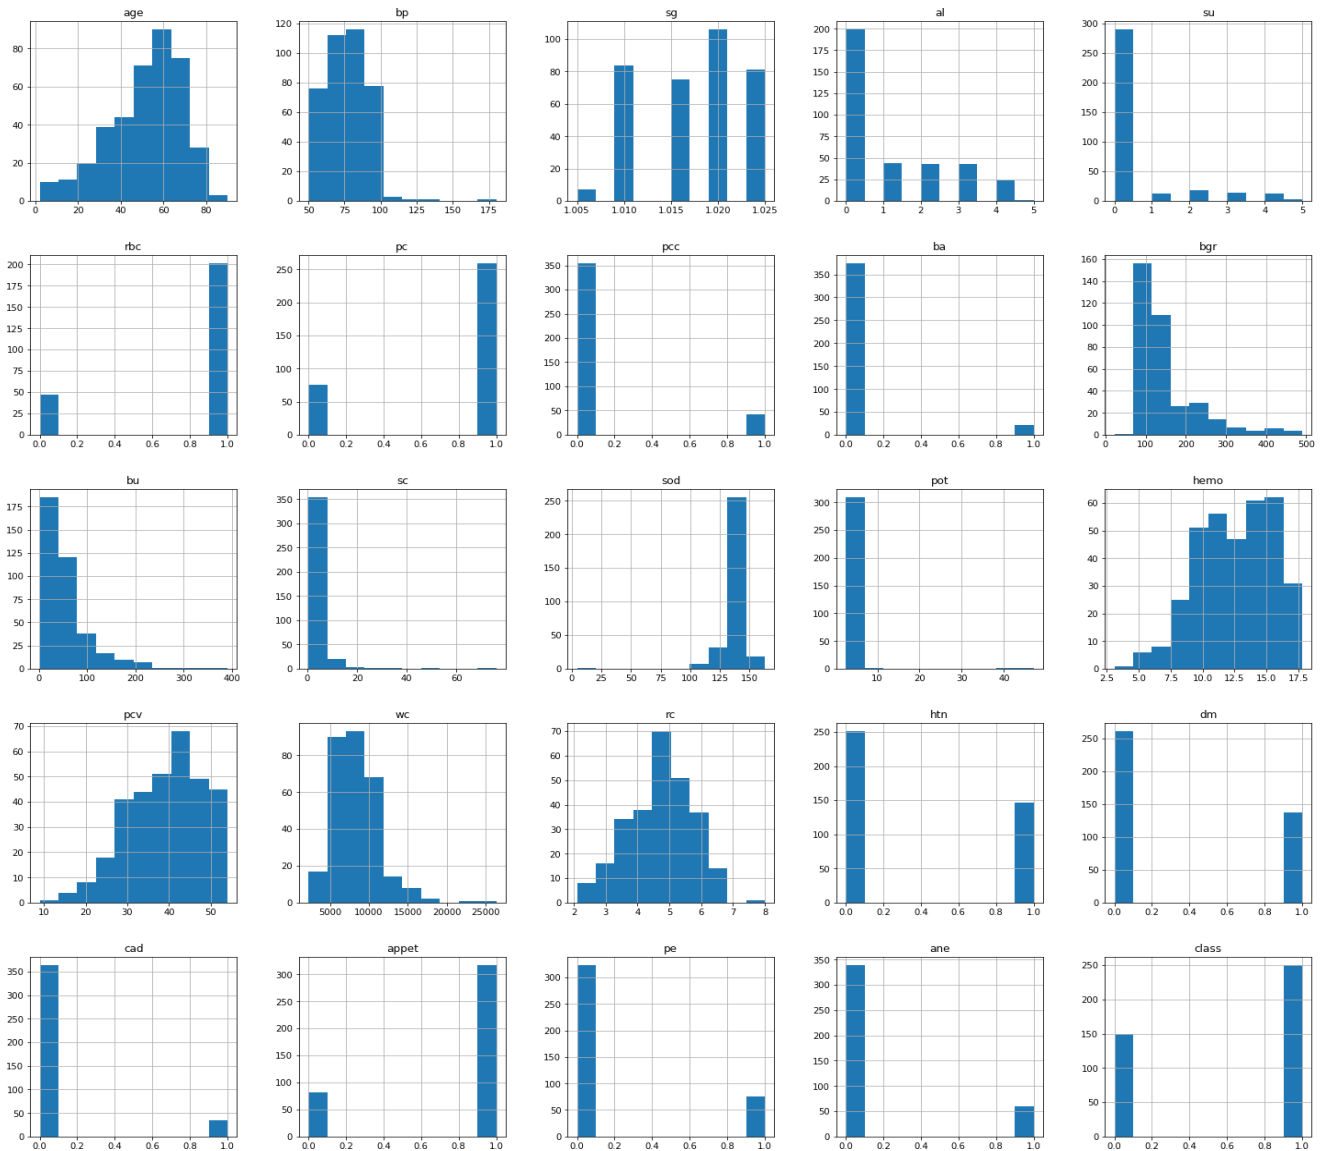 age bp sg al su
80 60 40 20 0
0 20 40 60 80
120 100 80 60 40 20 0
50 75 100 125 150 175
100 80 60 40 20 0
1.005 1.010 1.015 1.020 1.025
200 175 150 125 100 75 50 25 0
0 1 2 3 4 5
300 250 200 150 100 50 0
0 1 2 3 4 5
rbc pc pcc ba bgr
200 175 150 125 100 75 50 25 0
0.0 0.2 0.4 0.6 0.8 1.0
250 200 150 100 50 0
0.0 0.2 0.4 0.6 0.8 1.0
350 300 250 200 150 100 50 0
0.0 0.2 0.4 0.6 0.8 1.0
350 300 250 200 150 100 50 0
0.0 0.2 0.4 0.6 0.8 1.0
160 140 120 100 80 60 40 20 0
0 100 200 300 400 500
bu sc sod pot hemo
175 150 125 100 75 50 25 0
0 100 200 300 400
350 300 250 200 150 100 50 0
0 20 40 60
250 200 150 100 50 0
0 25 50 75 100 125 150
300 250 200 150 100 50 0
10 20 30 40
60 50 40 30 20 10 0
2.5 5.0 7.5 10.0 12.5 15.0 17.5
pcv wc rc htn dm
70 60 50 40 30 20 10 0
10 20 30 40 50
80 60 40 20 0
5000 10000 15000 20000 25000
70 60 50 40 30 20 10 0
2 3 4 5 6 7 8
250 200 150 100 50 0
0.0 0.2 0.4 0.6 0.8 1.0
250 200 150 100 50 0
0.0 0.2 0.4 0.6 0.8 1.0
cad appet pe ane class
350 300 250 200 150 100 50 0
0.0 0.2 0.4 0.6 0.8 1.0
300 250 200 150 100 50 0
0.0 0.2 0.4 0.6 0.8 1.0
300 250 200 150 100 50 0
0.0 0.2 0.4 0.6 0.8 1.0
350 300 250 200 150 100 50 0
0.0 0.2 0.4 0.6 0.8 1.0
250 200 150 100 50 0
0.0 0.2 0.4 0.6 0.8 1.0